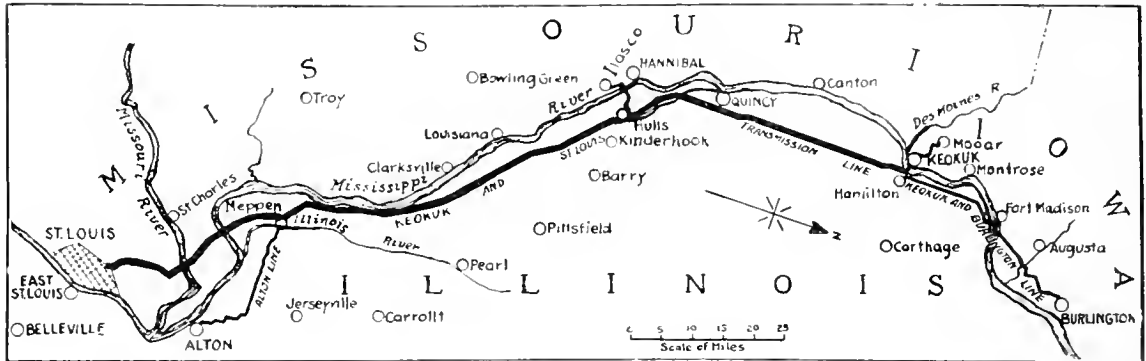 MISSOURI
IOWA
ILLINOIS
Ilasco
HANNIBAL
Bowling Green
Troy
River
Canton
Des Moines R
QUINCY
Mooar
KEOKUK
Montrose
Louisiana
Hulls
Kinderhook
TRANSMISSION LINE
Clarksville
ST. LOUIS
Mississippi
KEOKUK AND
Barry
Hamilton
KEOKUK AND BURLINGTON LINE
Fort Madison
Missouri River
St Charles
Meppen
Illinois River
N
Pittsfield
Carthage
Augusta
ST. LOUIS
Pearl
EAST ST. LOUIS
ALTON LINE
Jerseyville
Carrollt
BURLINGTON
BELLEVILLE
ALTON
5 10 15 20 25
Scale of Miles